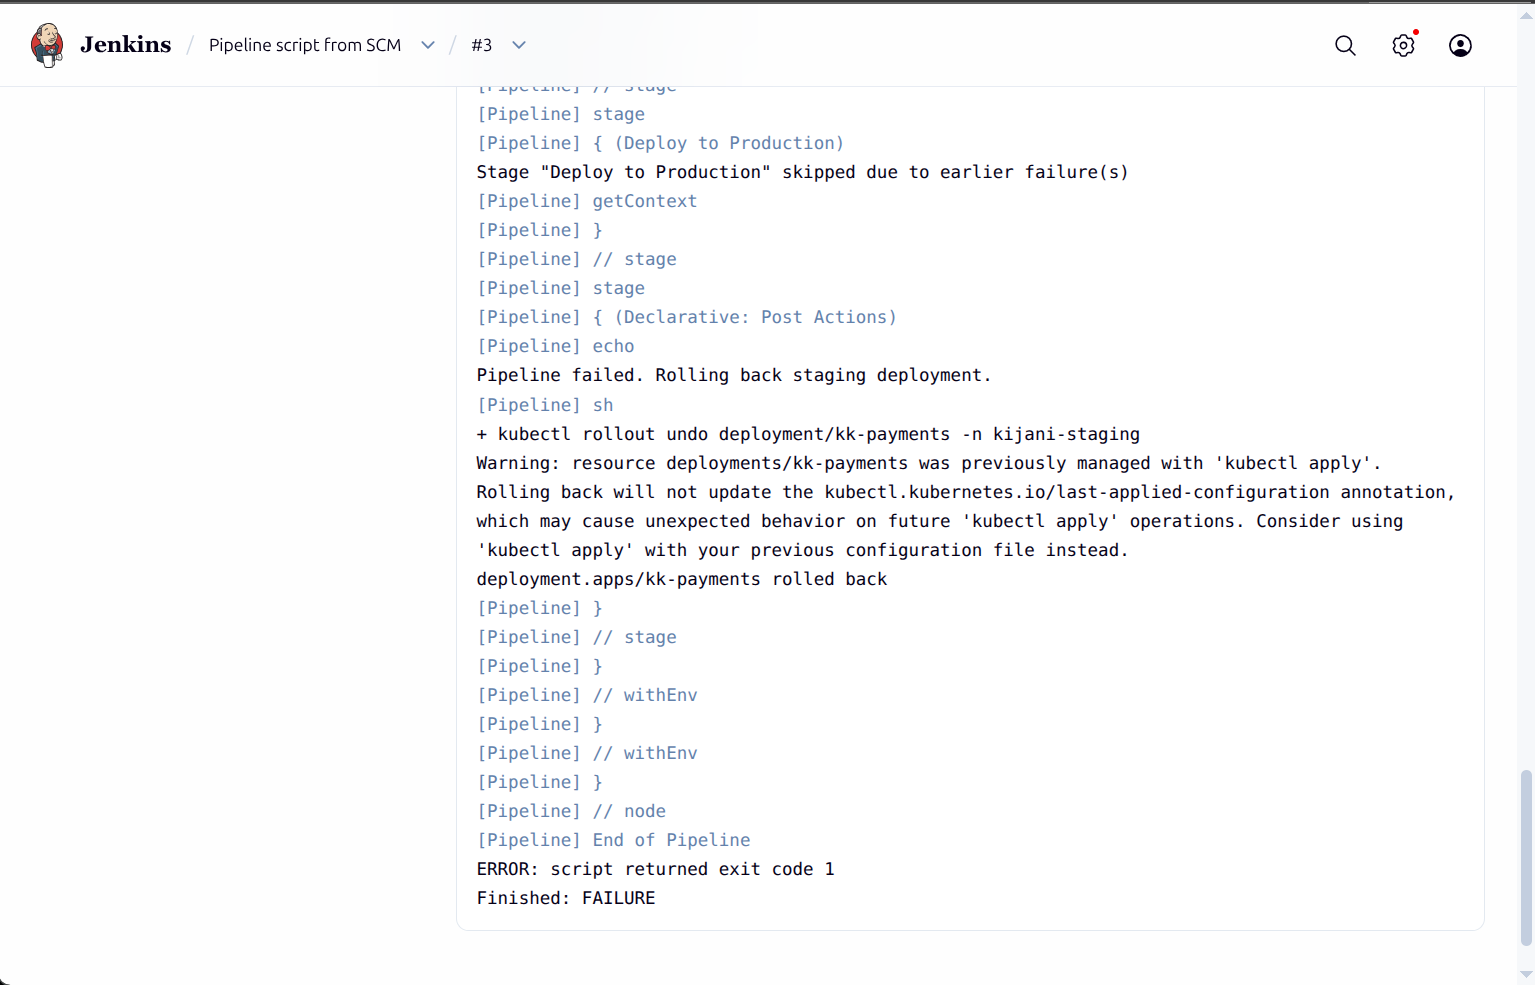 Jenkins / Pipeline script from SCM / #3
[Pipeline] // stage
[Pipeline] stage
[Pipeline] { (Deploy to Production)
Stage "Deploy to Production" skipped due to earlier failure(s)
[Pipeline] getContext
[Pipeline] }
[Pipeline] // stage
[Pipeline] stage
[Pipeline] { (Declarative: Post Actions)
[Pipeline] echo
Pipeline failed. Rolling back staging deployment.
[Pipeline] sh
+ kubectl rollout undo deployment/kk-payments -n kijani-staging
Warning: resource deployments/kk-payments was previously managed with 'kubectl apply'.
Rolling back will not update the kubectl.kubernetes.io/last-applied-configuration annotation,
which may cause unexpected behavior on future 'kubectl apply' operations. Consider using
'kubectl apply' with your previous configuration file instead.
deployment.apps/kk-payments rolled back
[Pipeline] }
[Pipeline] // stage
[Pipeline] }
[Pipeline] // withEnv
[Pipeline] }
[Pipeline] // withEnv
[Pipeline] }
[Pipeline] // node
[Pipeline] End of Pipeline
ERROR: script returned exit code 1
Finished: FAILURE